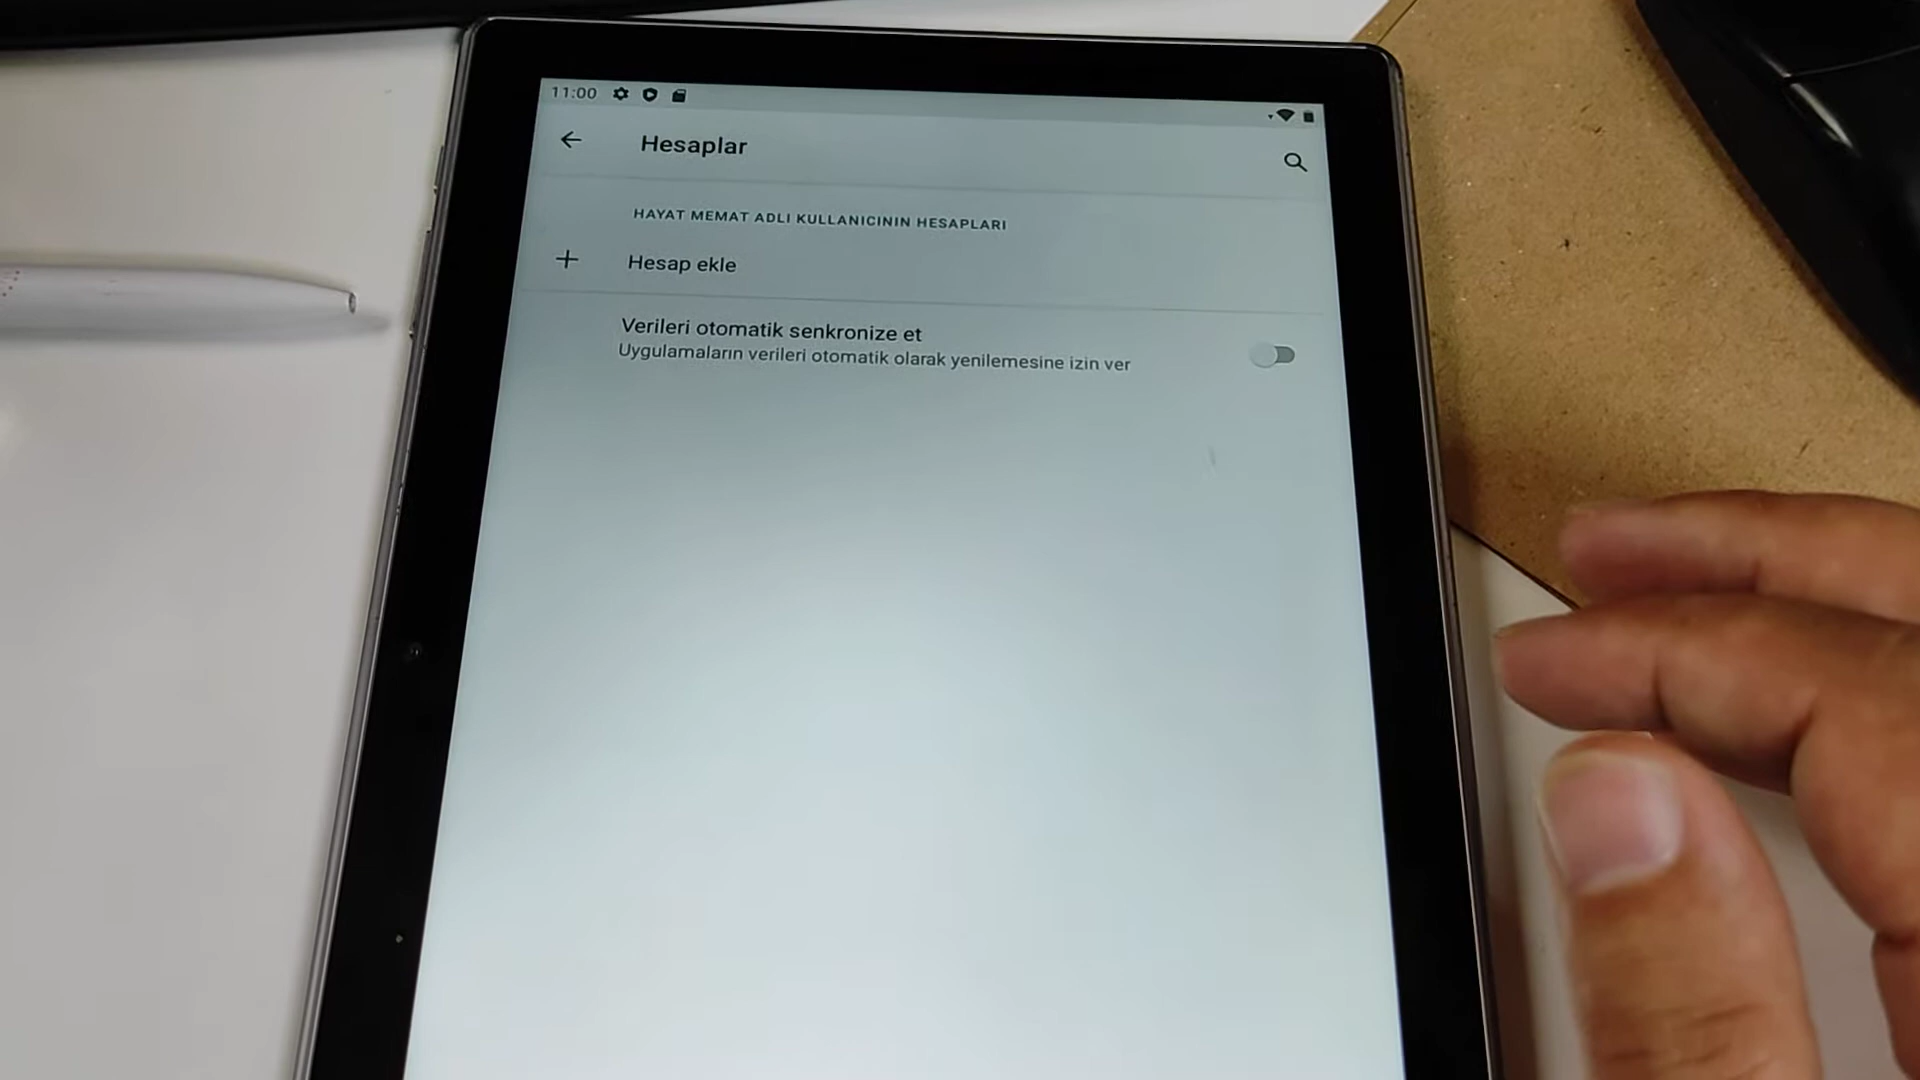 11:00
Hesaplar
HAYAT MEMAT ADLI KULLANICININ HESAPLARI
Hesap ekle
Verileri otomatik senkronize et
Uygulamaların verileri otomatik olarak yenilemesine izin ver